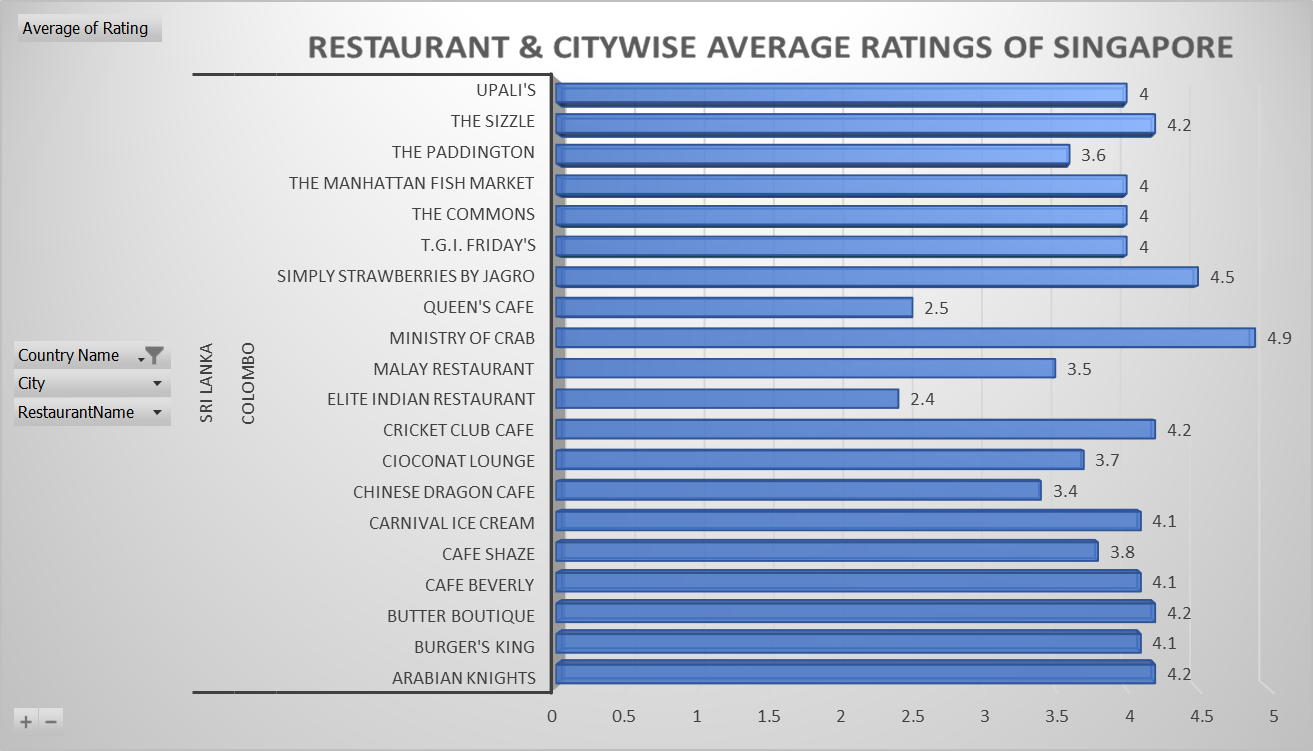 Average of Rating
RESTAURANT & CITYWISE AVERAGE RATINGS OF SINGAPORE
UPALI'S 4
THE SIZZLE 4.2
THE PADDINGTON 3.6
THE MANHATTAN FISH MARKET 4
THE COMMONS 4
T.G.I. FRIDAY'S 4
SIMPLY STRAWBERRIES BY JAGRO 4.5
QUEEN'S CAFE 2.5
MINISTRY OF CRAB 4.9
MALAY RESTAURANT 3.5
ELITE INDIAN RESTAURANT 2.4
CRICKET CLUB CAFE 4.2
CIOCONAT LOUNGE 3.7
CHINESE DRAGON CAFE 3.4
CARNIVAL ICE CREAM 4.1
CAFE SHAZE 3.8
CAFE BEVERLY 4.1
BUTTER BOUTIQUE 4.2
BURGER'S KING 4.1
ARABIAN KNIGHTS 4.2
SRI LANKA
COLOMBO
Country Name
City
RestaurantName
0 0.5 1 1.5 2 2.5 3 3.5 4 4.5 5
+ −